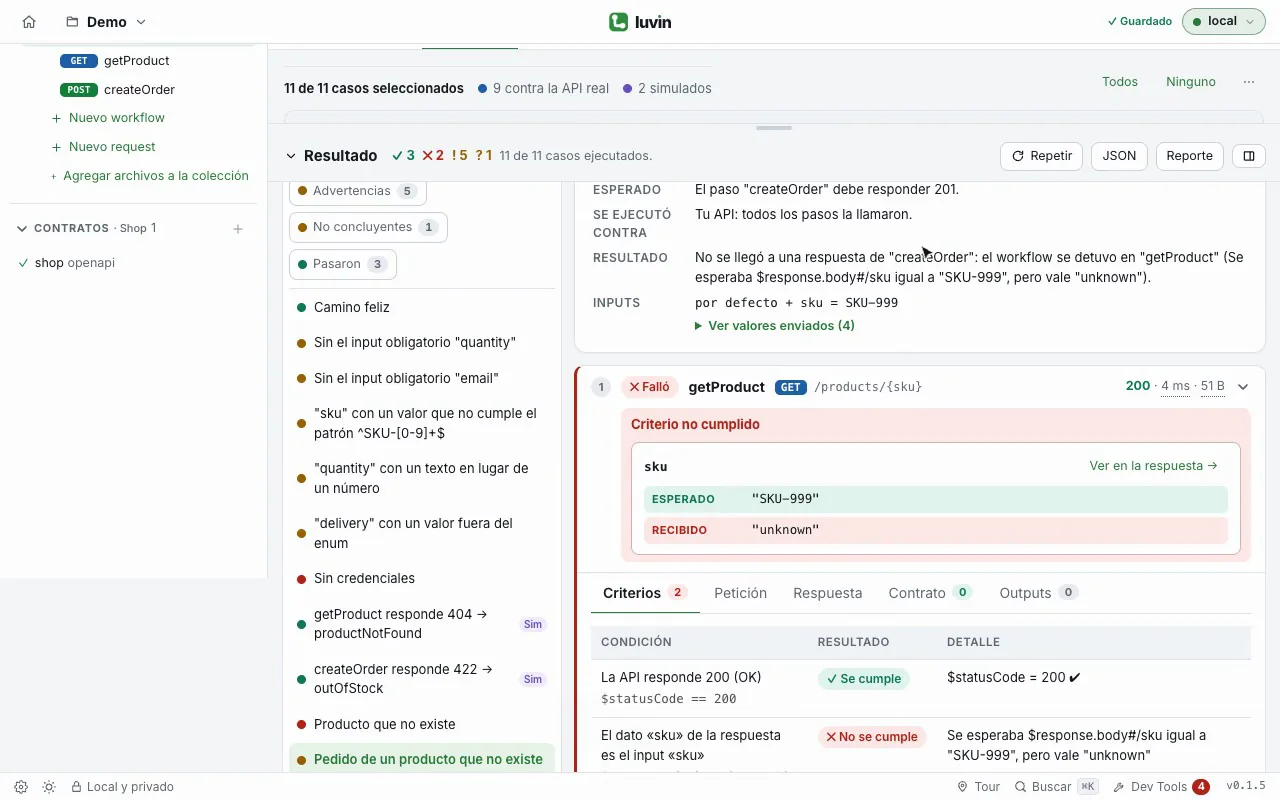 Demo
luvin
✓ Guardado
local
GET getProduct
POST createOrder
+ Nuevo workflow
+ Nuevo request
+ Agregar archivos a la colección
CONTRATOS · Shop 1 +
✓ shop openapi
11 de 11 casos seleccionados 9 contra la API real 2 simulados
Todos Ninguno ···
Resultado ✓ 3 ✕ 2 ! 5 ? 1 11 de 11 casos ejecutados.
Repetir JSON Reporte
Advertencias 5
No concluyentes 1
Pasaron 3
Camino feliz
Sin el input obligatorio "quantity"
Sin el input obligatorio "email"
"sku" con un valor que no cumple el
patrón ^SKU-[0-9]+$
"quantity" con un texto en lugar de
un número
"delivery" con un valor fuera del
enum
Sin credenciales
getProduct responde 404 →
productNotFound Sim
createOrder responde 422 →
outOfStock Sim
Producto que no existe
Pedido de un producto que no existe
ESPERADO El paso "createOrder" debe responder 201.
SE EJECUTÓ Tu API: todos los pasos la llamaron.
CONTRA
RESULTADO No se llegó a una respuesta de "createOrder": el workflow se detuvo en "getProduct" (Se
esperaba $response.body#/sku igual a "SKU-999", pero vale "unknown").
INPUTS por defecto + sku = SKU-999
▶ Ver valores enviados (4)
1 ✕ Falló getProduct GET /products/{sku} 200 · 4 ms · 51 B
Criterio no cumplido
sku Ver en la respuesta →
ESPERADO "SKU-999"
RECIBIDO "unknown"
Criterios 2 Petición Respuesta Contrato 0 Outputs 0
CONDICIÓN RESULTADO DETALLE
La API responde 200 (OK) ✓ Se cumple $statusCode = 200 ✔
$statusCode == 200
El dato «sku» de la respuesta ✕ No se cumple Se esperaba $response.body#/sku igual a
es el input «sku» "SKU-999", pero vale "unknown"
Local y privado
Tour Buscar ⌘K Dev Tools 4 v0.1.5